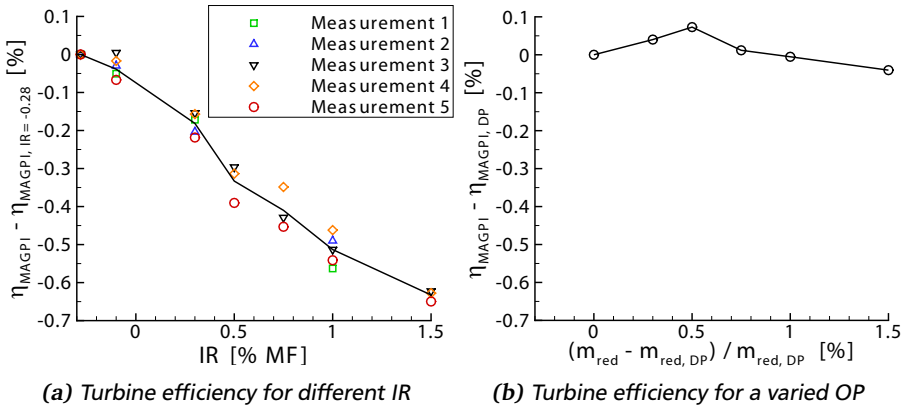 0.1
0
-0.1
-0.2
-0.3
-0.4
-0.5
-0.6
-0.7
η_MAGPI - η_MAGPI, IR=-0.28 [%]
Measurement 1
Measurement 2
Measurement 3
Measurement 4
Measurement 5
0 0.5 1 1.5
IR [% MF]
(a) Turbine efficiency for different IR
0.1
0
-0.1
-0.2
-0.3
-0.4
-0.5
-0.6
-0.7
η_MAGPI - η_MAGPI, DP [%]
0 0.5 1.0 1.5
(m_red - m_red, DP) / m_red, DP [%]
(b) Turbine efficiency for a varied OP